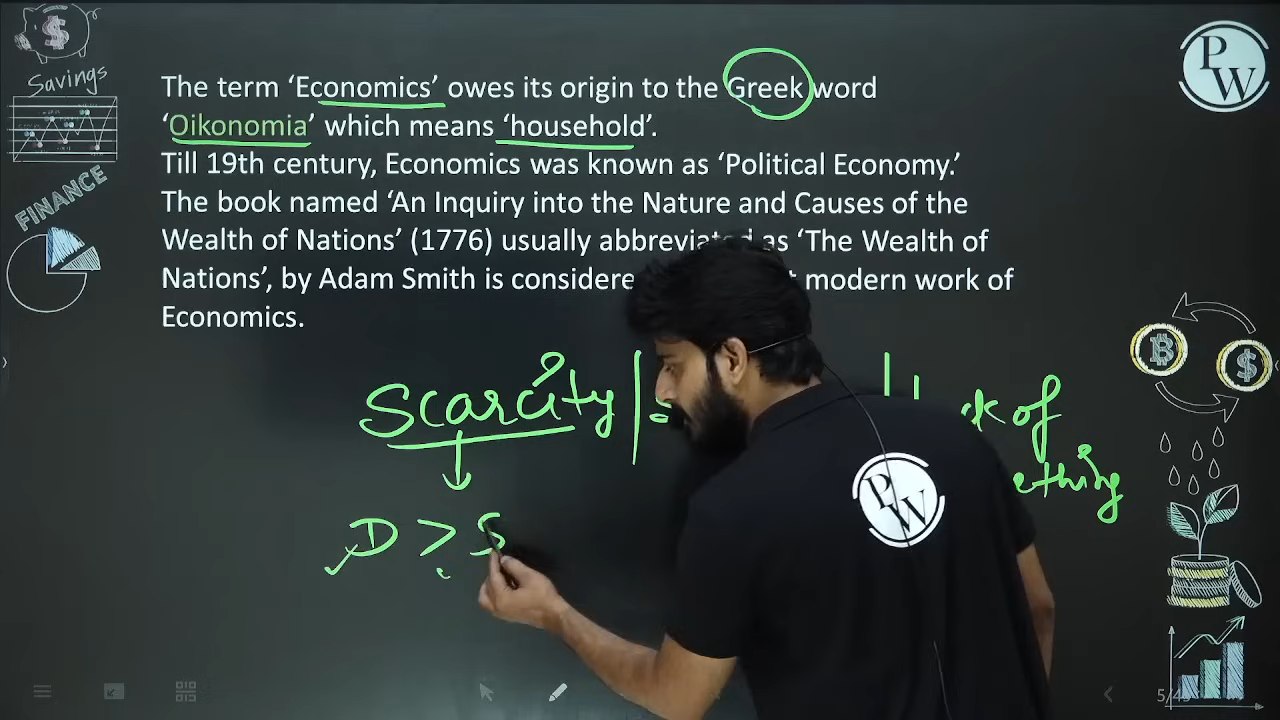 Savings
FINANCE
PW
The term ‘Economics’ owes its origin to the Greek word
‘Oikonomia’ which means ‘household’.
Till 19th century, Economics was known as ‘Political Economy.’
The book named ‘An Inquiry into the Nature and Causes of the
Wealth of Nations’ (1776) usually abbreviated as ‘The Wealth of
Nations’, by Adam Smith is considere modern work of
Economics.
Scarcity of
ething
D > S
PW